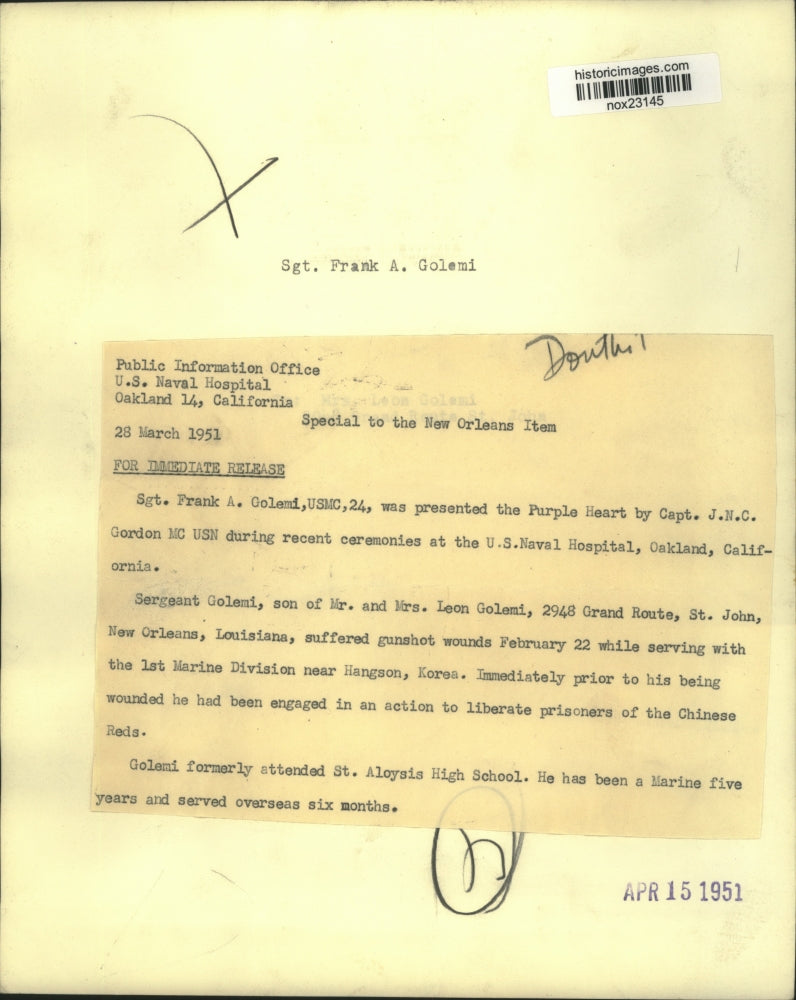 historicimages.com
nox23145
Sgt. Frank A. Golemi
Public Information Office
U.S. Naval Hospital
Oakland 14, California
Special to the New Orleans Item
28 March 1951
FOR IMMEDIATE RELEASE
Sgt. Frank A. Golemi,USMC,24, was presented the Purple Heart by Capt. J.N.C.
Gordon MC USN during recent ceremonies at the U.S.Naval Hospital, Oakland, Calif-
ornia.
Sergeant Golemi, son of Mr. and Mrs. Leon Golemi, 2948 Grand Route, St. John,
New Orleans, Louisiana, suffered gunshot wounds February 22 while serving with
the 1st Marine Division near Hangson, Korea. Immediately prior to his being
wounded he had been engaged in an action to liberate prisoners of the Chinese
Reds.
Golemi formerly attended St. Aloysis High School. He has been a Marine five
years and served overseas six months.
APR 15 1951